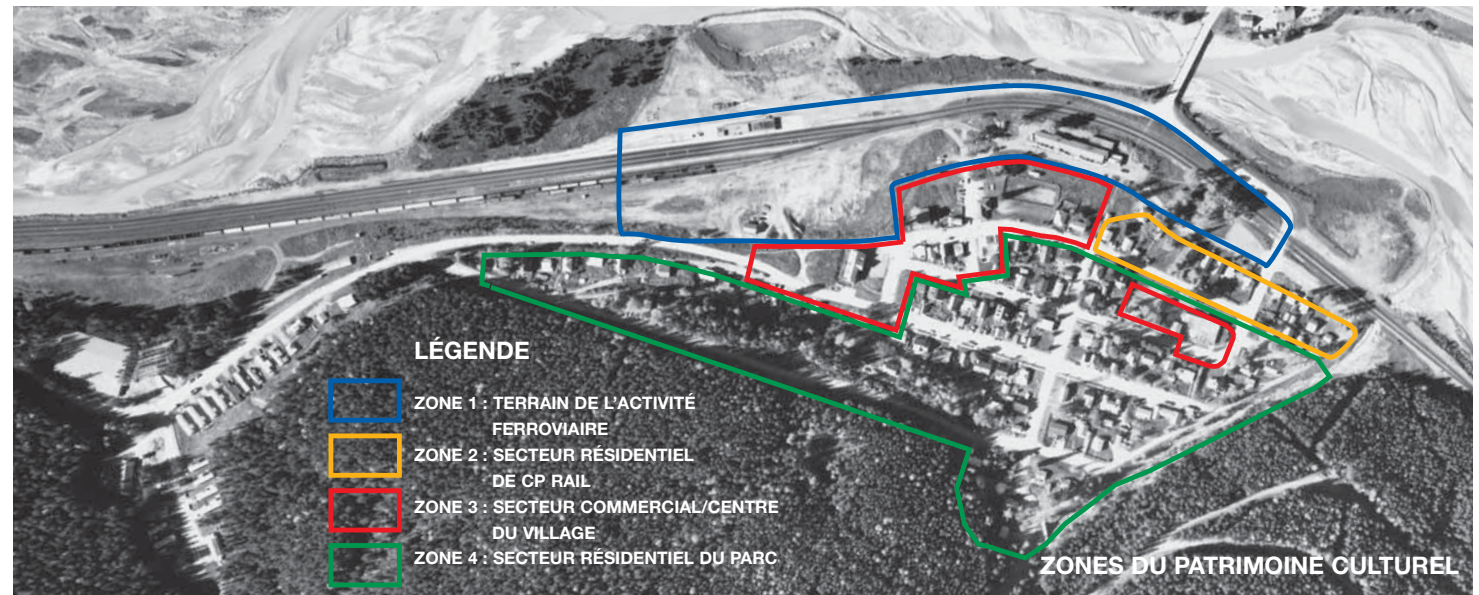 LÉGENDE
ZONE 1 : TERRAIN DE L'ACTIVITÉ
FERROVIAIRE
ZONE 2 : SECTEUR RÉSIDENTIEL
DE CP RAIL
ZONE 3 : SECTEUR COMMERCIAL/CENTRE
DU VILLAGE
ZONE 4 : SECTEUR RÉSIDENTIEL DU PARC
ZONES DU PATRIMOINE CULTUREL